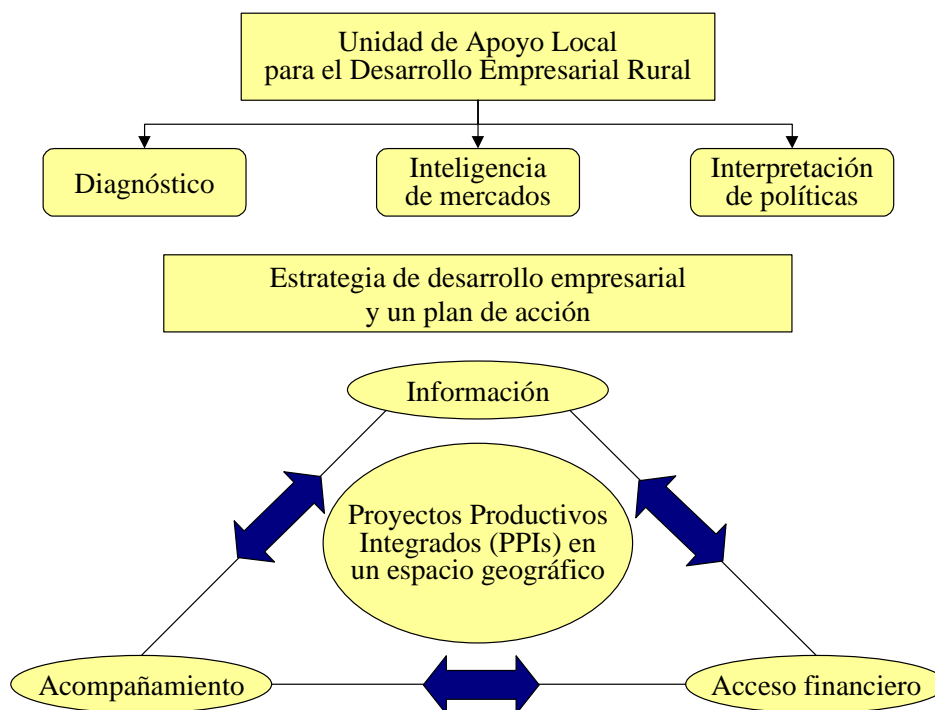 Unidad de Apoyo Local
para el Desarrollo Empresarial Rural
Diagnóstico
Inteligencia
de mercados
Interpretación
de políticas
Estrategia de desarrollo empresarial
y un plan de acción
Información
Proyectos Productivos
Integrados (PPIs) en
un espacio geográfico
Acompañamiento
Acceso financiero